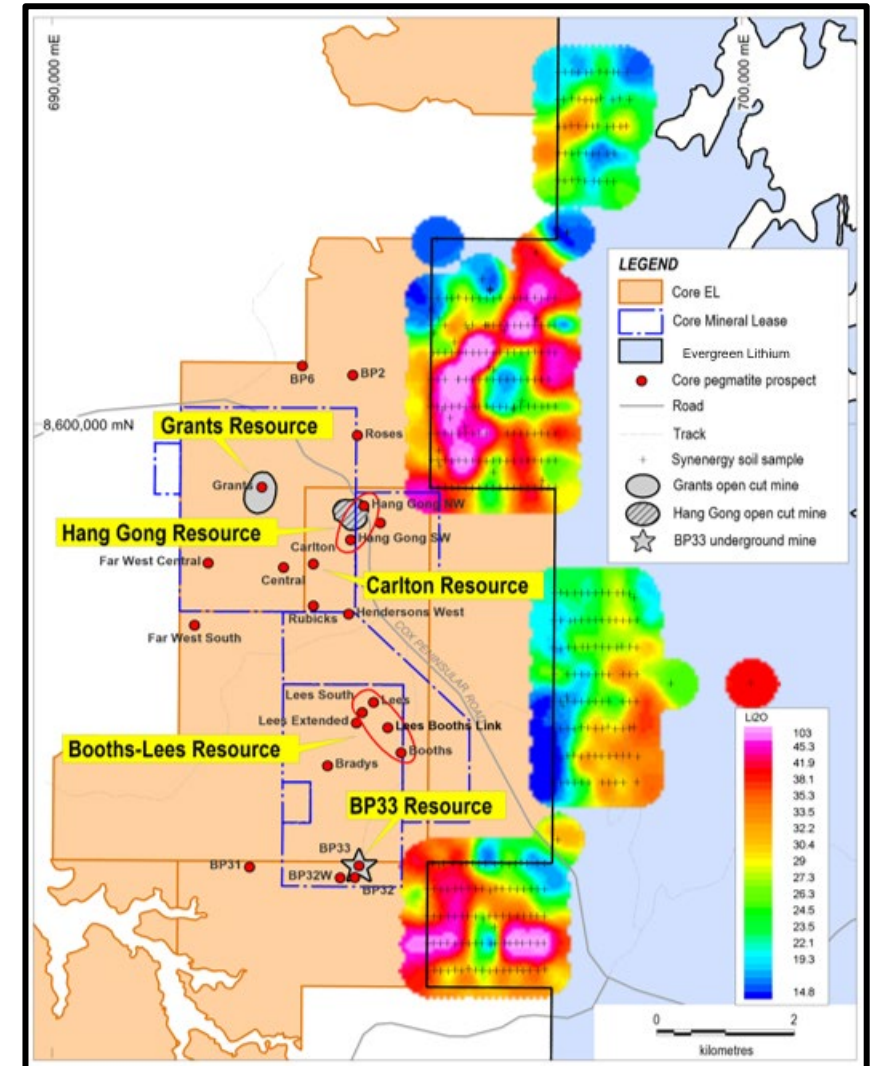 690,000 mE
700,000 mE
LEGEND
Core EL
Core Mineral Lease
Evergreen Lithium
Core pegmatite prospect
Road
Track
Synenergy soil sample
Grants open cut mine
Hang Gong open cut mine
BP33 underground mine
BP6
BP2
8,600,000 mN
Grants Resource
Roses
Grants
Hang Gong NW
Hang Gong Resource
Hang Gong SW
Carlton
Far West Central
Central
Carlton Resource
Rubicks
Hendersons West
Far West South
COX PENINSULAR ROAD
Lees South
Lees
Lees Extended
Lees Booths Link
Booths-Lees Resource
Booths
Bradys
BP33 Resource
BP33
BP31
BP32W
BP32
Li2O
103
45.3
41.9
38.1
35.3
33.5
32.2
30.4
29
27.3
26.3
24.5
23.5
22.1
19.3
14.8
0 2
kilometres